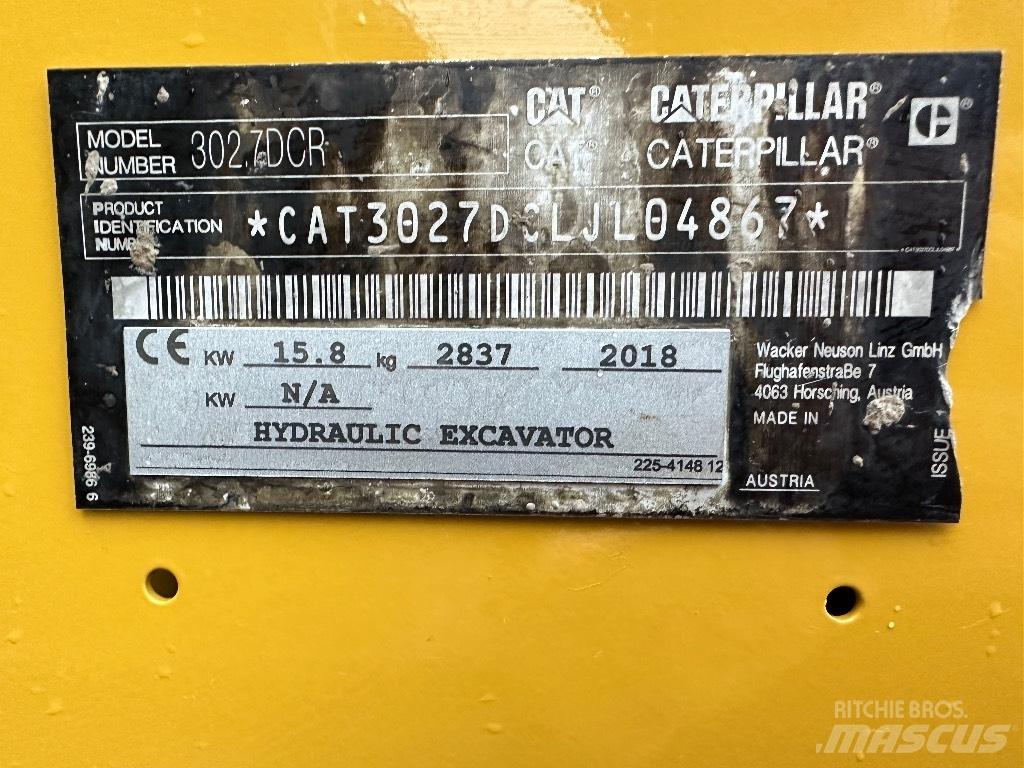 CAT® CATERPILLAR®
CAT® CATERPILLAR®
MODEL
NUMBER 302.7DCR
PRODUCT
IDENTIFICATION
NUMBER
*CAT3027DCLJL04867*
CE KW 15.8 kg 2837 2018
KW N/A
HYDRAULIC EXCAVATOR
225-4148 12
239-6986 6
Wacker Neuson Linz GmbH
Flughafenstraße 7
4063 Horsching, Austria
MADE IN
AUSTRIA
ISSUE
RITCHIE BROS.
MASCUS